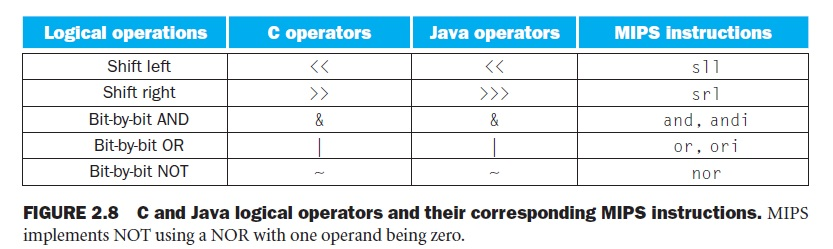 Logical operations C operators Java operators MIPS instructions
Shift left << << sll
Shift right >> >>> srl
Bit-by-bit AND & & and, andi
Bit-by-bit OR | | or, ori
Bit-by-bit NOT ~ ~ nor
FIGURE 2.8 C and Java logical operators and their corresponding MIPS instructions. MIPS
implements NOT using a NOR with one operand being zero.